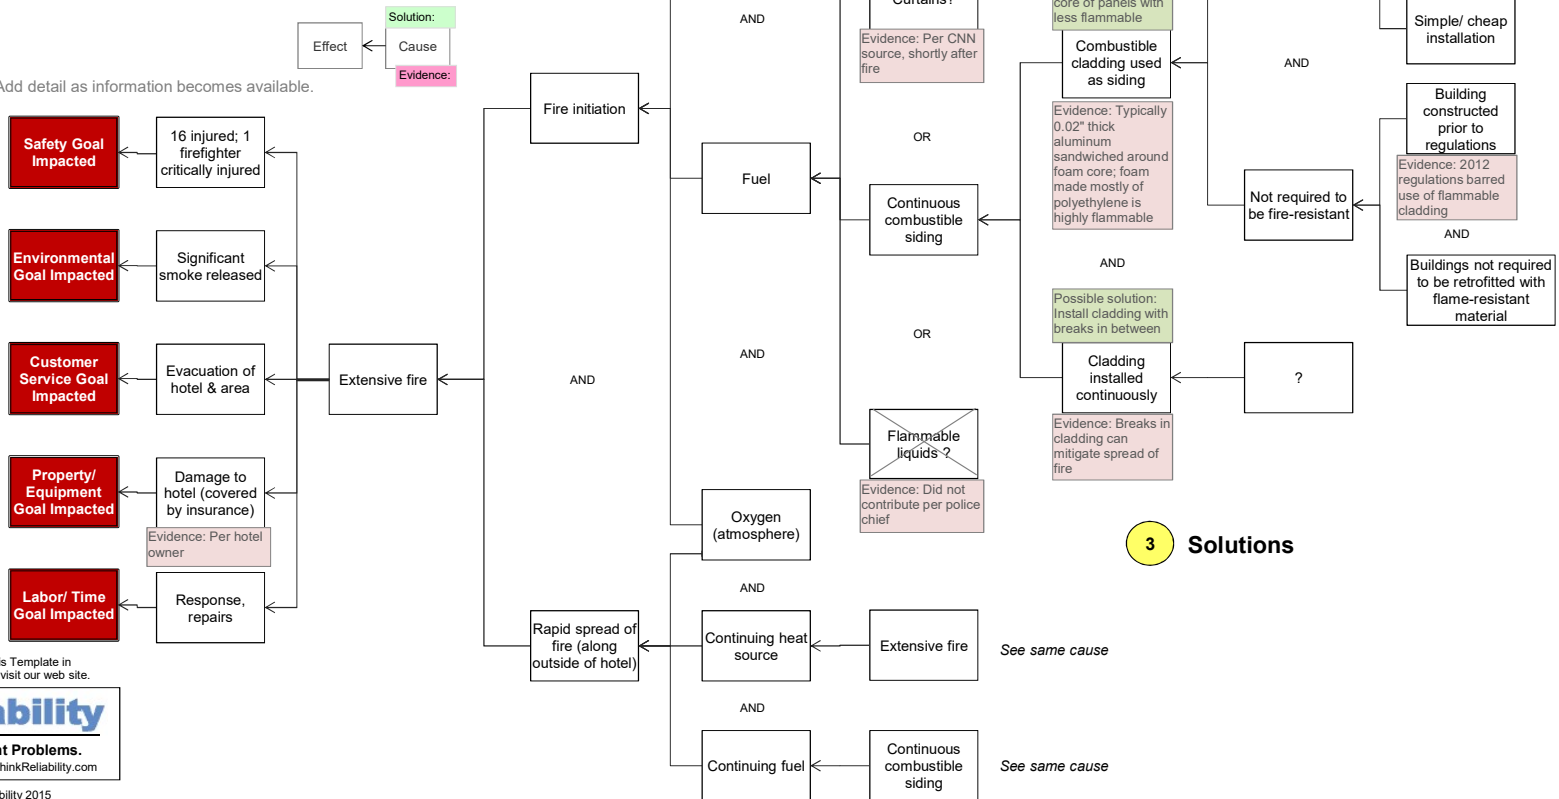 Solution:
Effect
Cause
Evidence:
Add detail as information becomes available.
Safety Goal
Impacted
16 injured; 1
firefighter
critically injured
Environmental
Goal Impacted
Significant
smoke released
Customer
Service Goal
Impacted
Evacuation of
hotel & area
Property/
Equipment
Goal Impacted
Damage to
hotel (covered
by insurance)
Evidence: Per hotel
owner
Labor/ Time
Goal Impacted
Response,
repairs
Extensive fire
AND
Fire initiation
Rapid spread of
fire (along
outside of hotel)
AND
Fuel
AND
Oxygen
(atmosphere)
AND
Continuing heat
source
AND
Continuing fuel
Curtains?
Evidence: Per CNN
source, shortly after
fire
OR
Continuous
combustible
siding
OR
Flammable
liquids ?
Evidence: Did not
contribute per police
chief
Extensive fire
See same cause
Continuous
combustible
siding
See same cause
core of panels with
less flammable
Combustible
cladding used
as siding
Evidence: Typically
0.02" thick
aluminum
sandwiched around
foam core; foam
made mostly of
polyethylene is
highly flammable
AND
Possible solution:
Install cladding with
breaks in between
Cladding
installed
continuously
Evidence: Breaks in
cladding can
mitigate spread of
fire
?
AND
Not required to
be fire-resistant
Simple/ cheap
installation
Building
constructed
prior to
regulations
Evidence: 2012
regulations barred
use of flammable
cladding
AND
Buildings not required
to be retrofitted with
flame-resistant
material
3 Solutions
is Template in
visit our web site.
ability
nt Problems.
hinkReliability.com
bility 2015